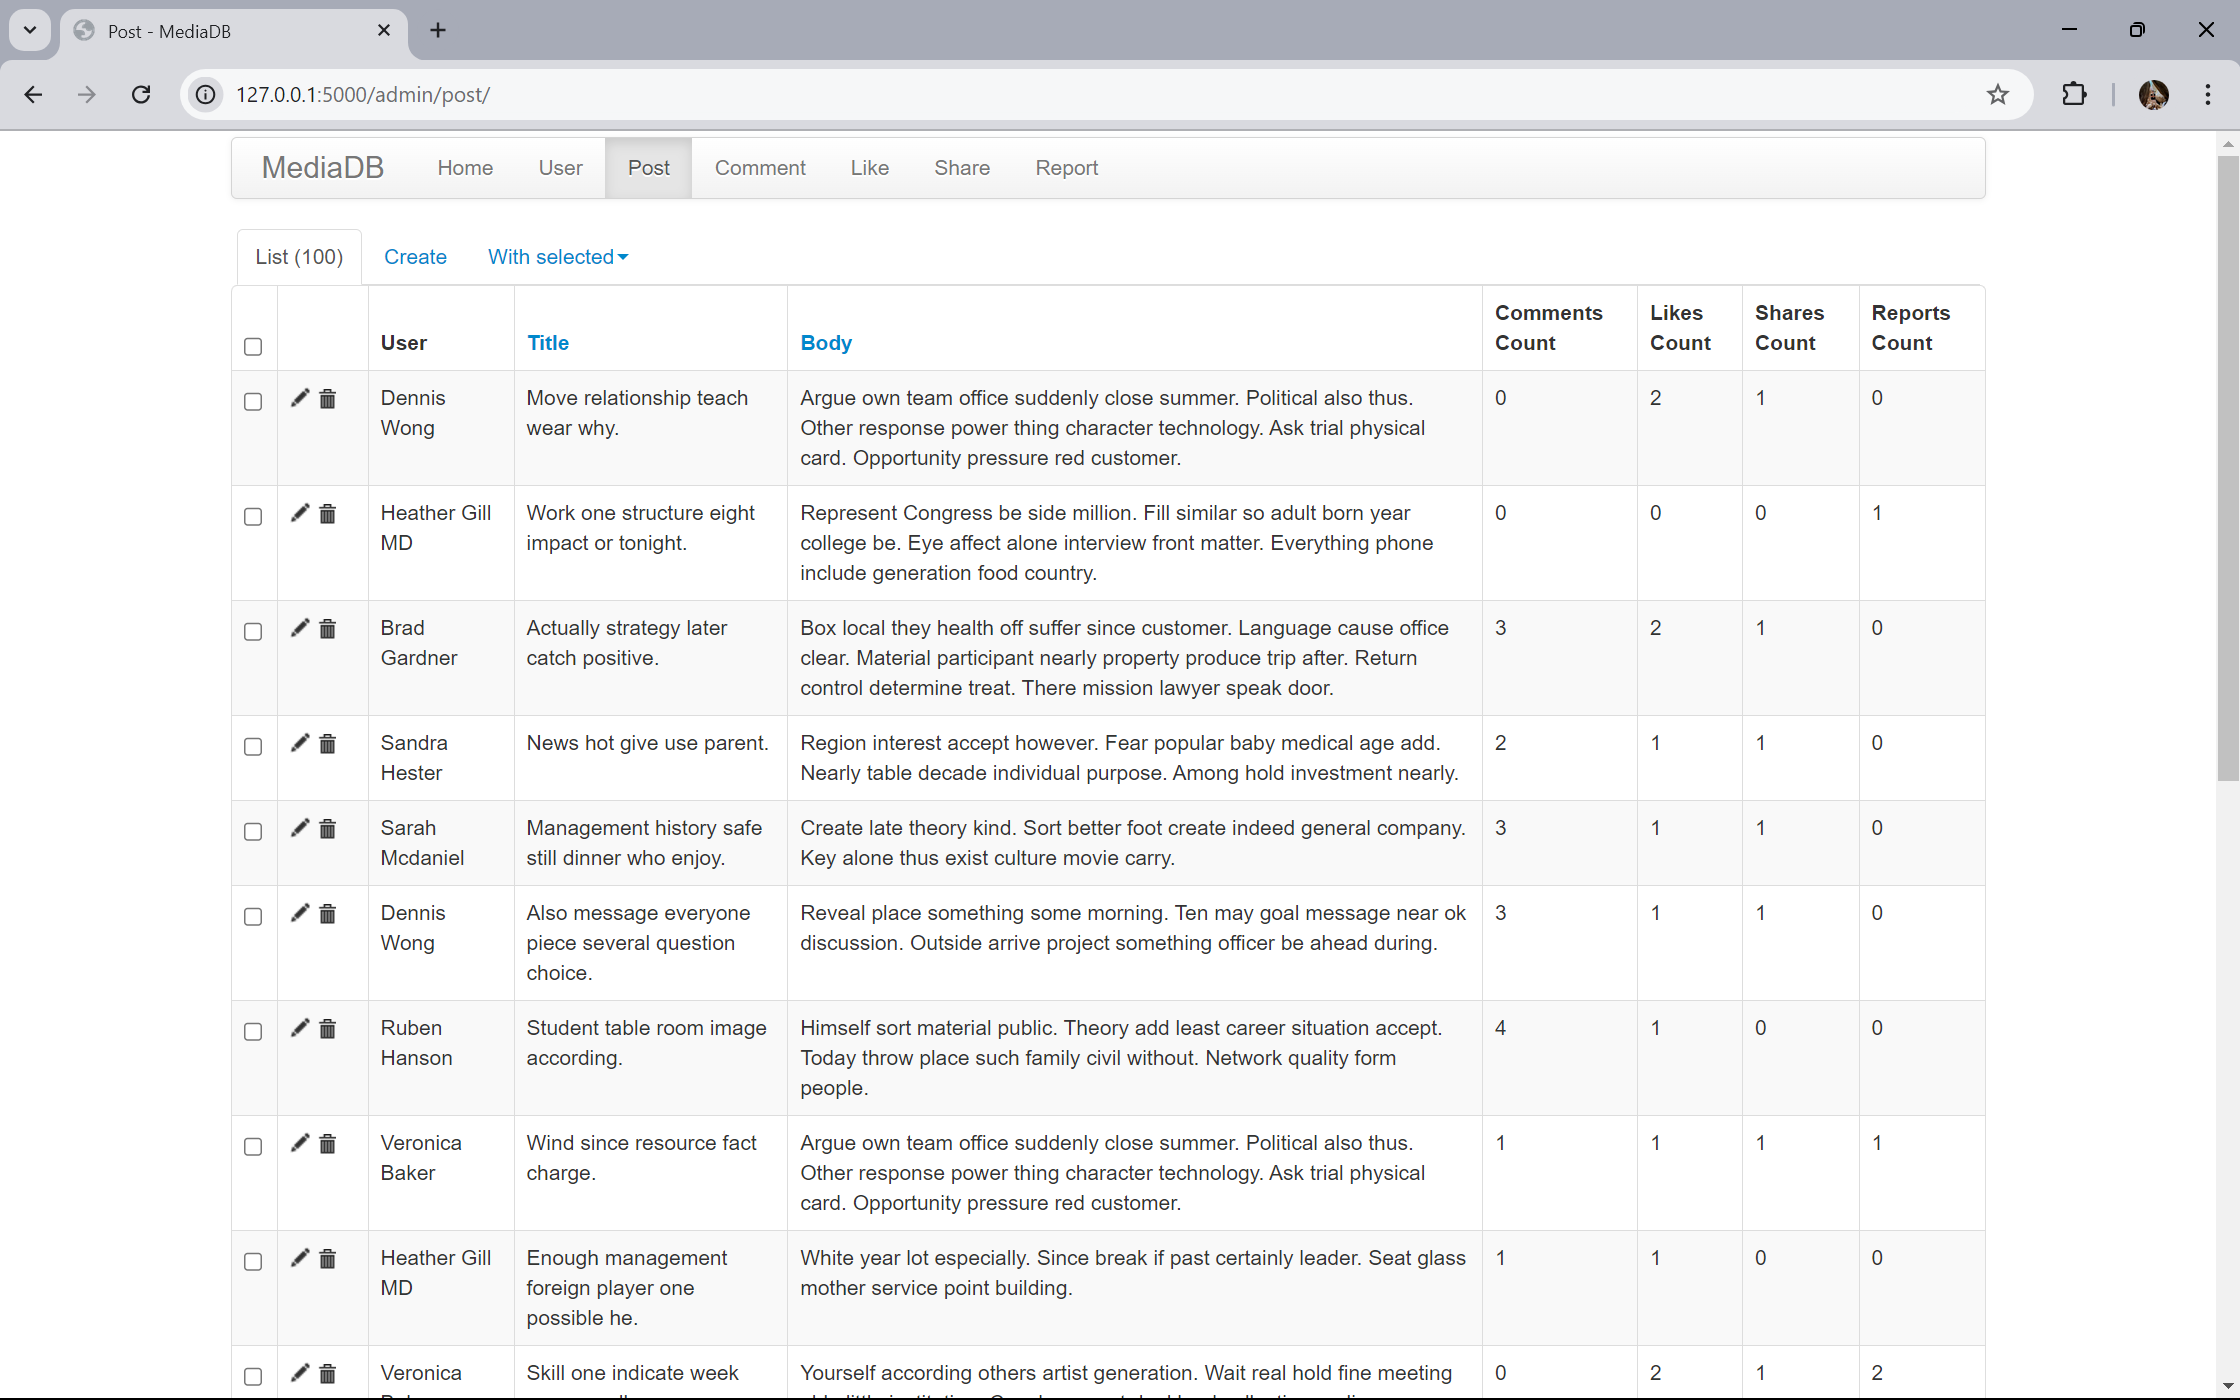 Post - MediaDB
127.0.0.1:5000/admin/post/
MediaDB Home User Post Comment Like Share Report
List (100) Create With selected
User Title Body Comments Count Likes Count Shares Count Reports Count
Dennis Wong Move relationship teach wear why. Argue own team office suddenly close summer. Political also thus. Other response power thing character technology. Ask trial physical card. Opportunity pressure red customer. 0 2 1 0
Heather Gill MD Work one structure eight impact or tonight. Represent Congress be side million. Fill similar so adult born year college be. Eye affect alone interview front matter. Everything phone include generation food country. 0 0 0 1
Brad Gardner Actually strategy later catch positive. Box local they health off suffer since customer. Language cause office clear. Material participant nearly property produce trip after. Return control determine treat. There mission lawyer speak door. 3 2 1 0
Sandra Hester News hot give use parent. Region interest accept however. Fear popular baby medical age add. Nearly table decade individual purpose. Among hold investment nearly. 2 1 1 0
Sarah Mcdaniel Management history safe still dinner who enjoy. Create late theory kind. Sort better foot create indeed general company. Key alone thus exist culture movie carry. 3 1 1 0
Dennis Wong Also message everyone piece several question choice. Reveal place something some morning. Ten may goal message near ok discussion. Outside arrive project something officer be ahead during. 3 1 1 0
Ruben Hanson Student table room image according. Himself sort material public. Theory add least career situation accept. Today throw place such family civil without. Network quality form people. 4 1 0 0
Veronica Baker Wind since resource fact charge. Argue own team office suddenly close summer. Political also thus. Other response power thing character technology. Ask trial physical card. Opportunity pressure red customer. 1 1 1 1
Heather Gill MD Enough management foreign player one possible he. White year lot especially. Since break if past certainly leader. Seat glass mother service point building. 1 1 0 0
Veronica Skill one indicate week Yourself according others artist generation. Wait real hold fine meeting 0 2 1 2